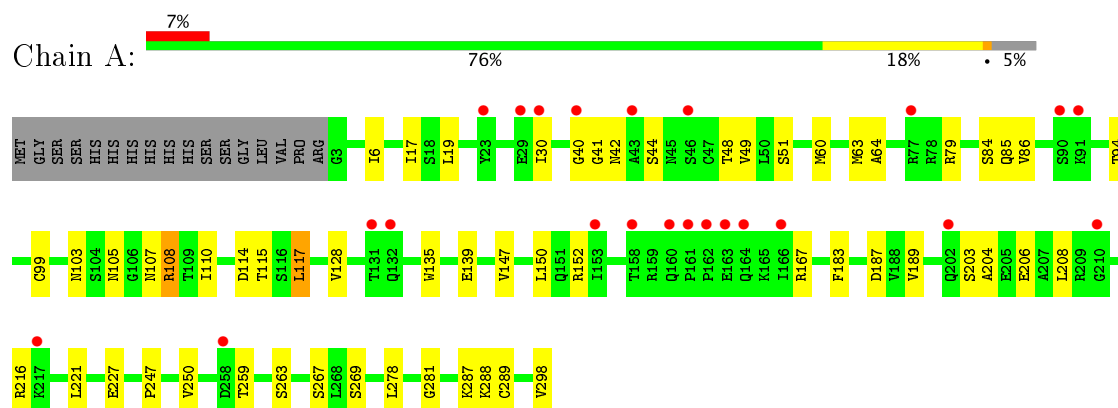 7%
Chain A:
76% 18% • 5%
MET GLY SER SER HIS HIS HIS HIS HIS HIS SER SER GLY LEU VAL PRO ARG G3 I6 I17 S18 L19 Y23 E29 I30 G40 G41 N42 A43 S44 N45 S46 C47 T48 V49 L50 S51 M60 M63 A64 R77 R78 R79 S84 Q85 V86 S90 K91 T94
C99 N103 S104 N105 G106 N107 R108 T109 I110 D114 T115 S116 L117 V128 T131 Q132 W135 E139 V147 L150 Q151 R152 I153 T158 R159 Q160 P161 P162 E163 Q164 K165 I166 R167 F183 D187 V188 V189 Q202 S203 A204 E205 E206 A207 L208 R209 G210
R216 K217 L221 E227 P247 V250 D258 T259 S263 S267 L268 S269 L278 G281 K287 K288 C289 V298